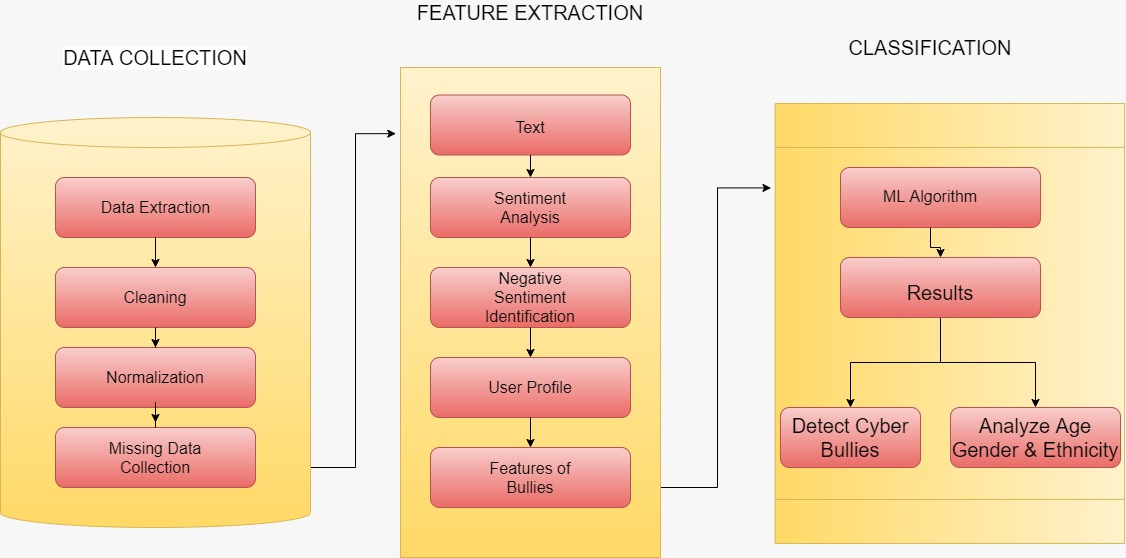 FEATURE EXTRACTION
DATA COLLECTION
CLASSIFICATION
Data Extraction
Cleaning
Normalization
Missing Data
Collection
Text
Sentiment
Analysis
Negative
Sentiment
Identification
User Profile
Features of
Bullies
ML Algorithm
Results
Detect Cyber
Bullies
Analyze Age
Gender & Ethnicity